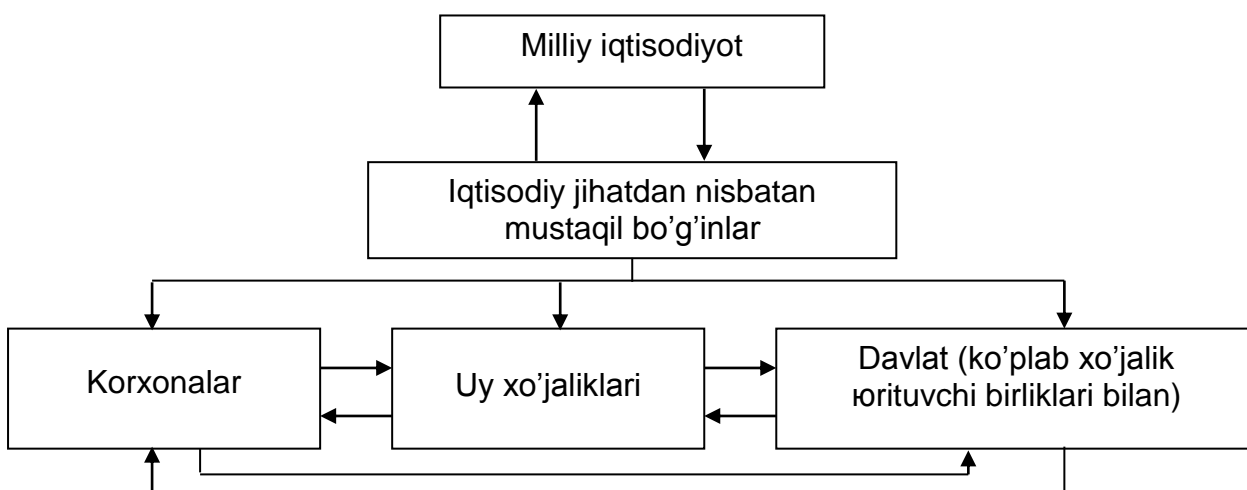 Milliy iqtisodiyot
Iqtisodiy jihatdan nisbatan
mustaqil bo’g’inlar
Korxonalar
Uy xo’jaliklari
Davlat (ko’plab xo’jalik
юrituvchi birliklari bilan)